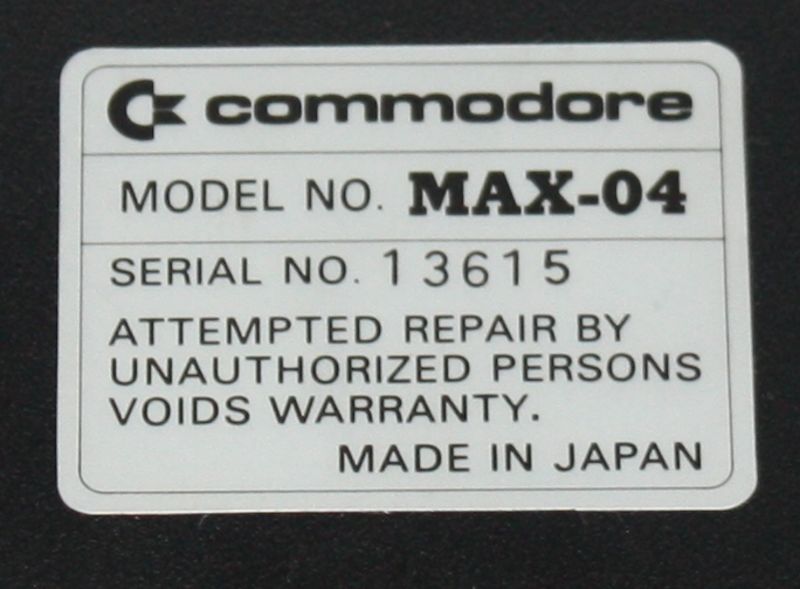 commodore
MODEL NO. MAX-04
SERIAL NO. 13615
ATTEMPTED REPAIR BY
UNAUTHORIZED PERSONS
VOIDS WARRANTY.
MADE IN JAPAN